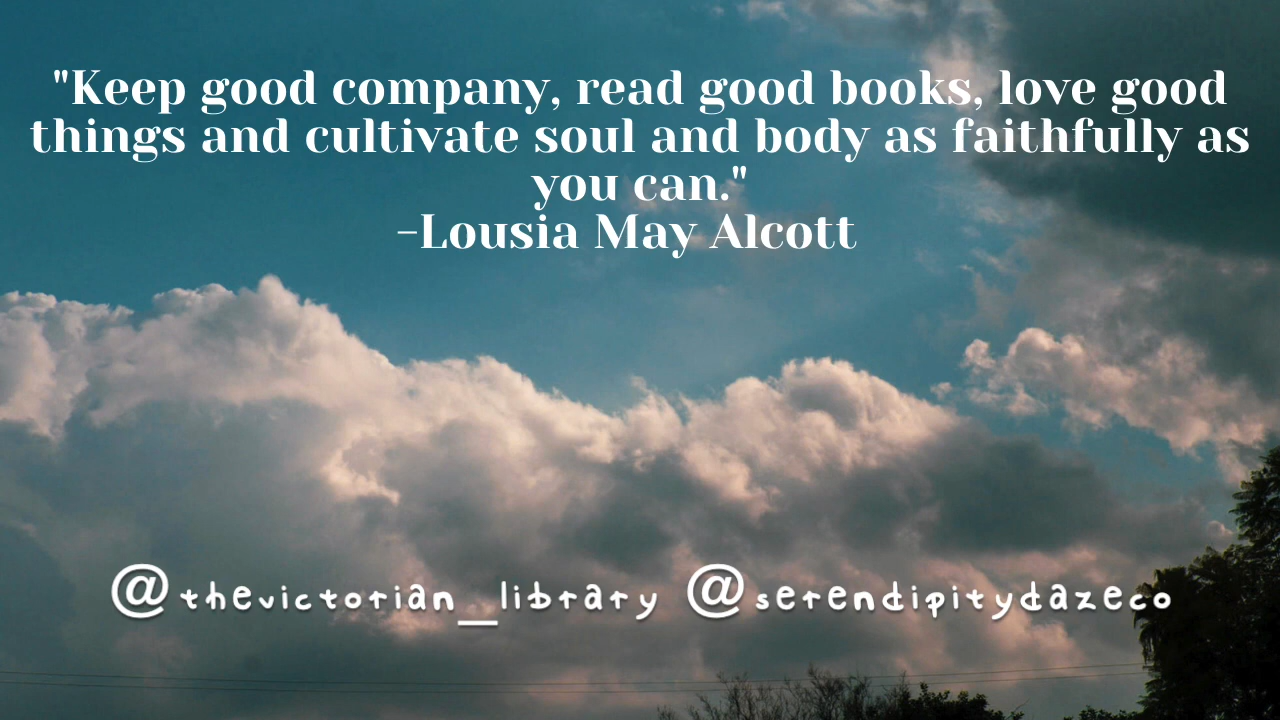 "Keep good company, read good books, love good
things and cultivate soul and body as faithfully as
you can."
-Lousia May Alcott
@thevictorian_library @serendipitydazeco